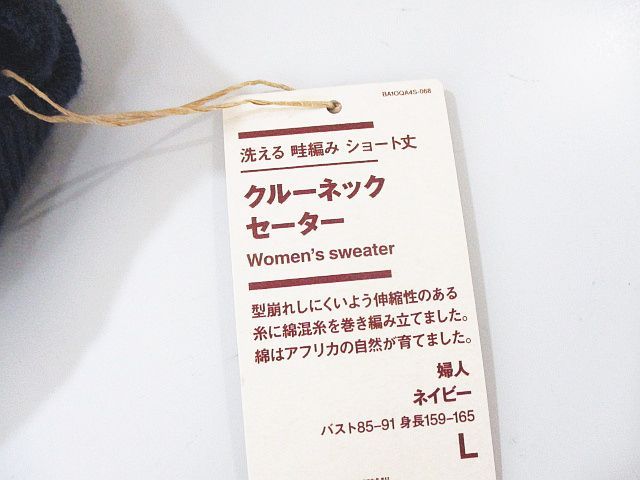 BA1OQA4S-068
洗える 畦編み ショート丈
クルーネック
セーター
Women's sweater
型崩れしにくいよう伸縮性のある
糸に綿混糸を巻き編み立てました。
綿はアフリカの自然が育てました。
婦人
ネイビー
バスト85-91 身長159-165
L